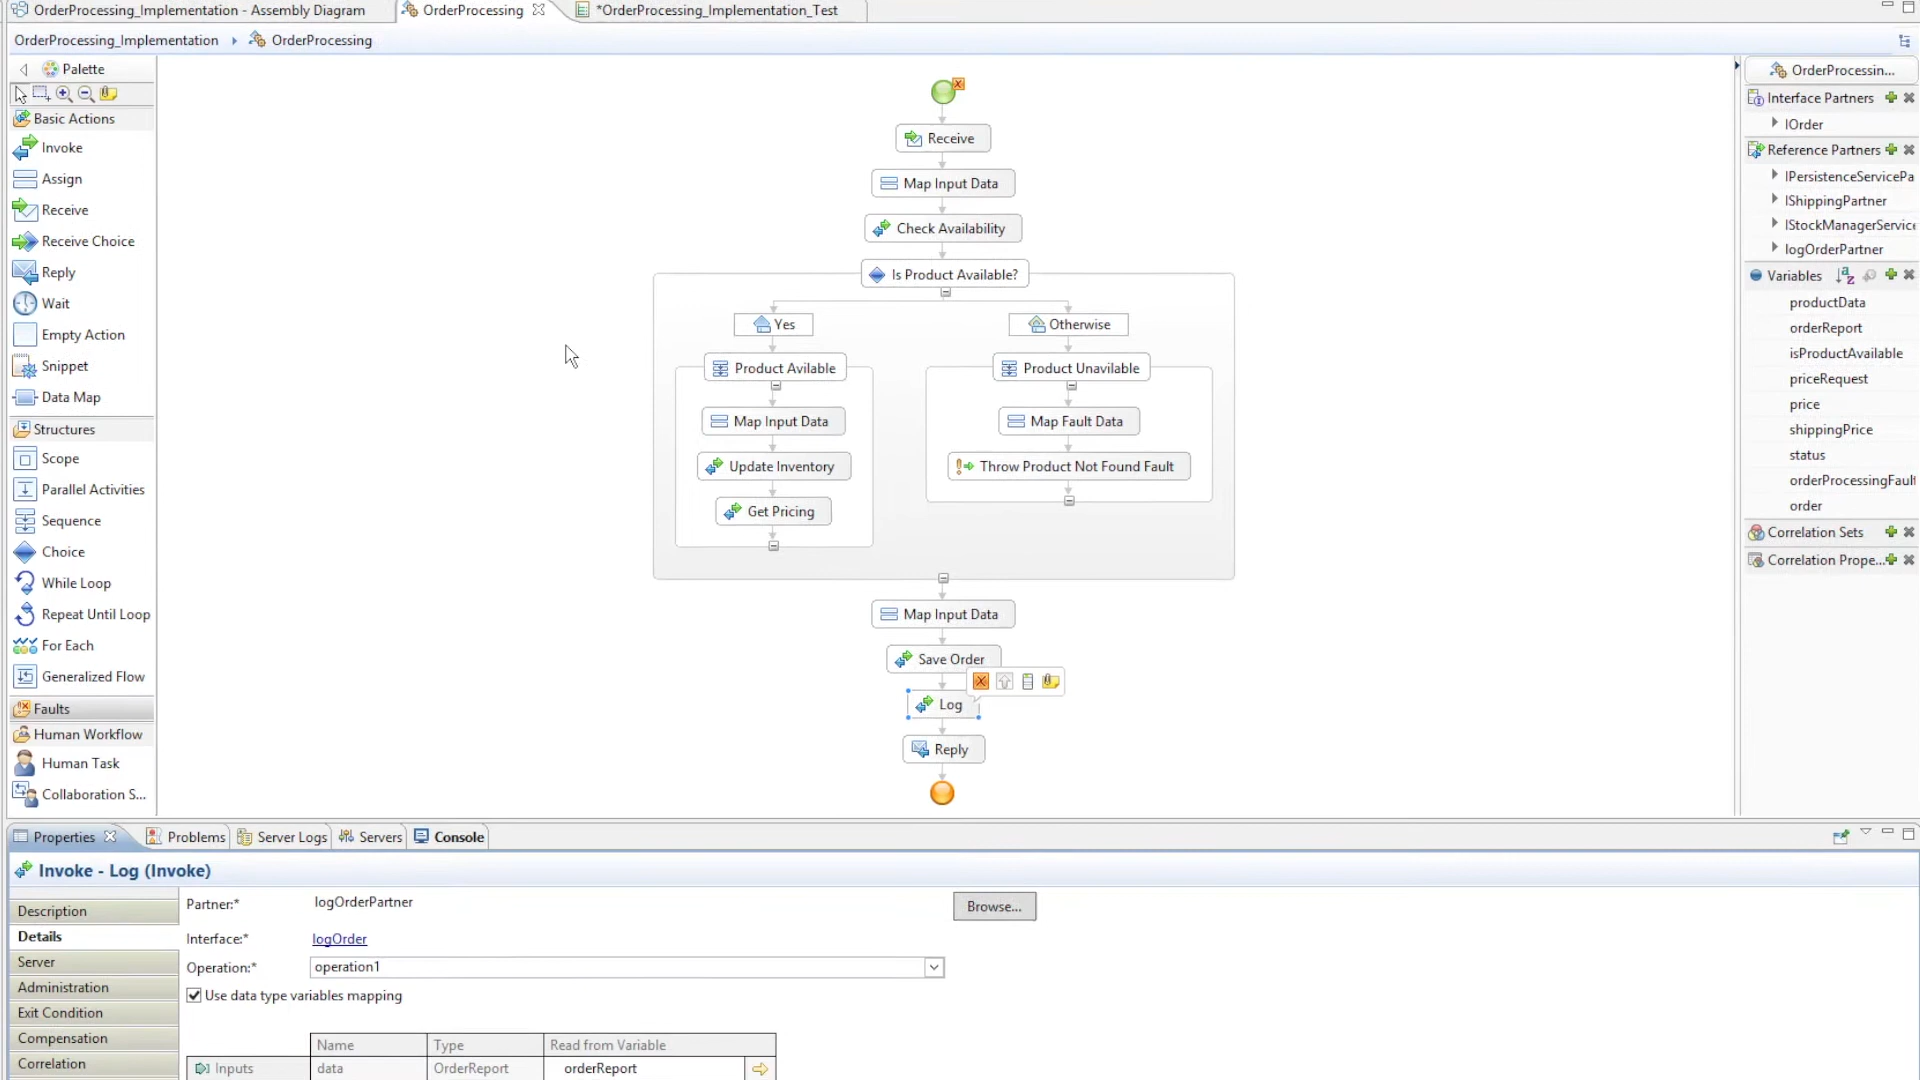 OrderProcessing_Implementation - Assembly Diagram
OrderProcessing
*OrderProcessing_Implementation_Test
OrderProcessing_Implementation
OrderProcessing
Palette
Basic Actions
Invoke
Assign
Receive
Receive Choice
Reply
Wait
Empty Action
Snippet
Data Map
Structures
Scope
Parallel Activities
Sequence
Choice
While Loop
Repeat Until Loop
For Each
Generalized Flow
Faults
Human Workflow
Human Task
Collaboration S...
Receive
Map Input Data
Check Availability
Is Product Available?
Yes
Otherwise
Product Avilable
Product Unavilable
Map Input Data
Map Fault Data
Update Inventory
Throw Product Not Found Fault
Get Pricing
Map Input Data
Save Order
Log
Reply
OrderProcessin...
Interface Partners
IOrder
Reference Partners
IPersistenceServicePa
IShippingPartner
IStockManagerService
logOrderPartner
Variables
productData
orderReport
isProductAvailable
priceRequest
price
shippingPrice
status
orderProcessingFault
order
Correlation Sets
Correlation Prope...
Properties
Problems
Server Logs
Servers
Console
Invoke - Log (Invoke)
Description
Details
Server
Administration
Exit Condition
Compensation
Correlation
Partner:*
logOrderPartner
Browse...
Interface:*
logOrder
Operation:*
operation1
Use data type variables mapping
Name
Type
Read from Variable
Inputs
data
OrderReport
orderReport